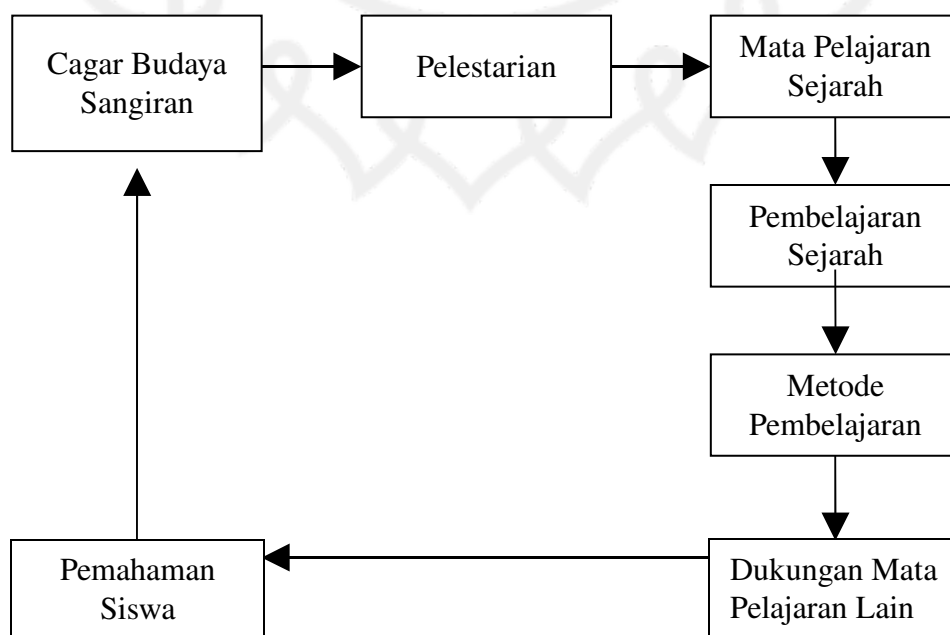 Cagar Budaya
Sangiran
Pelestarian
Mata Pelajaran
Sejarah
Pembelajaran
Sejarah
Metode
Pembelajaran
Dukungan Mata
Pelajaran Lain
Pemahaman
Siswa